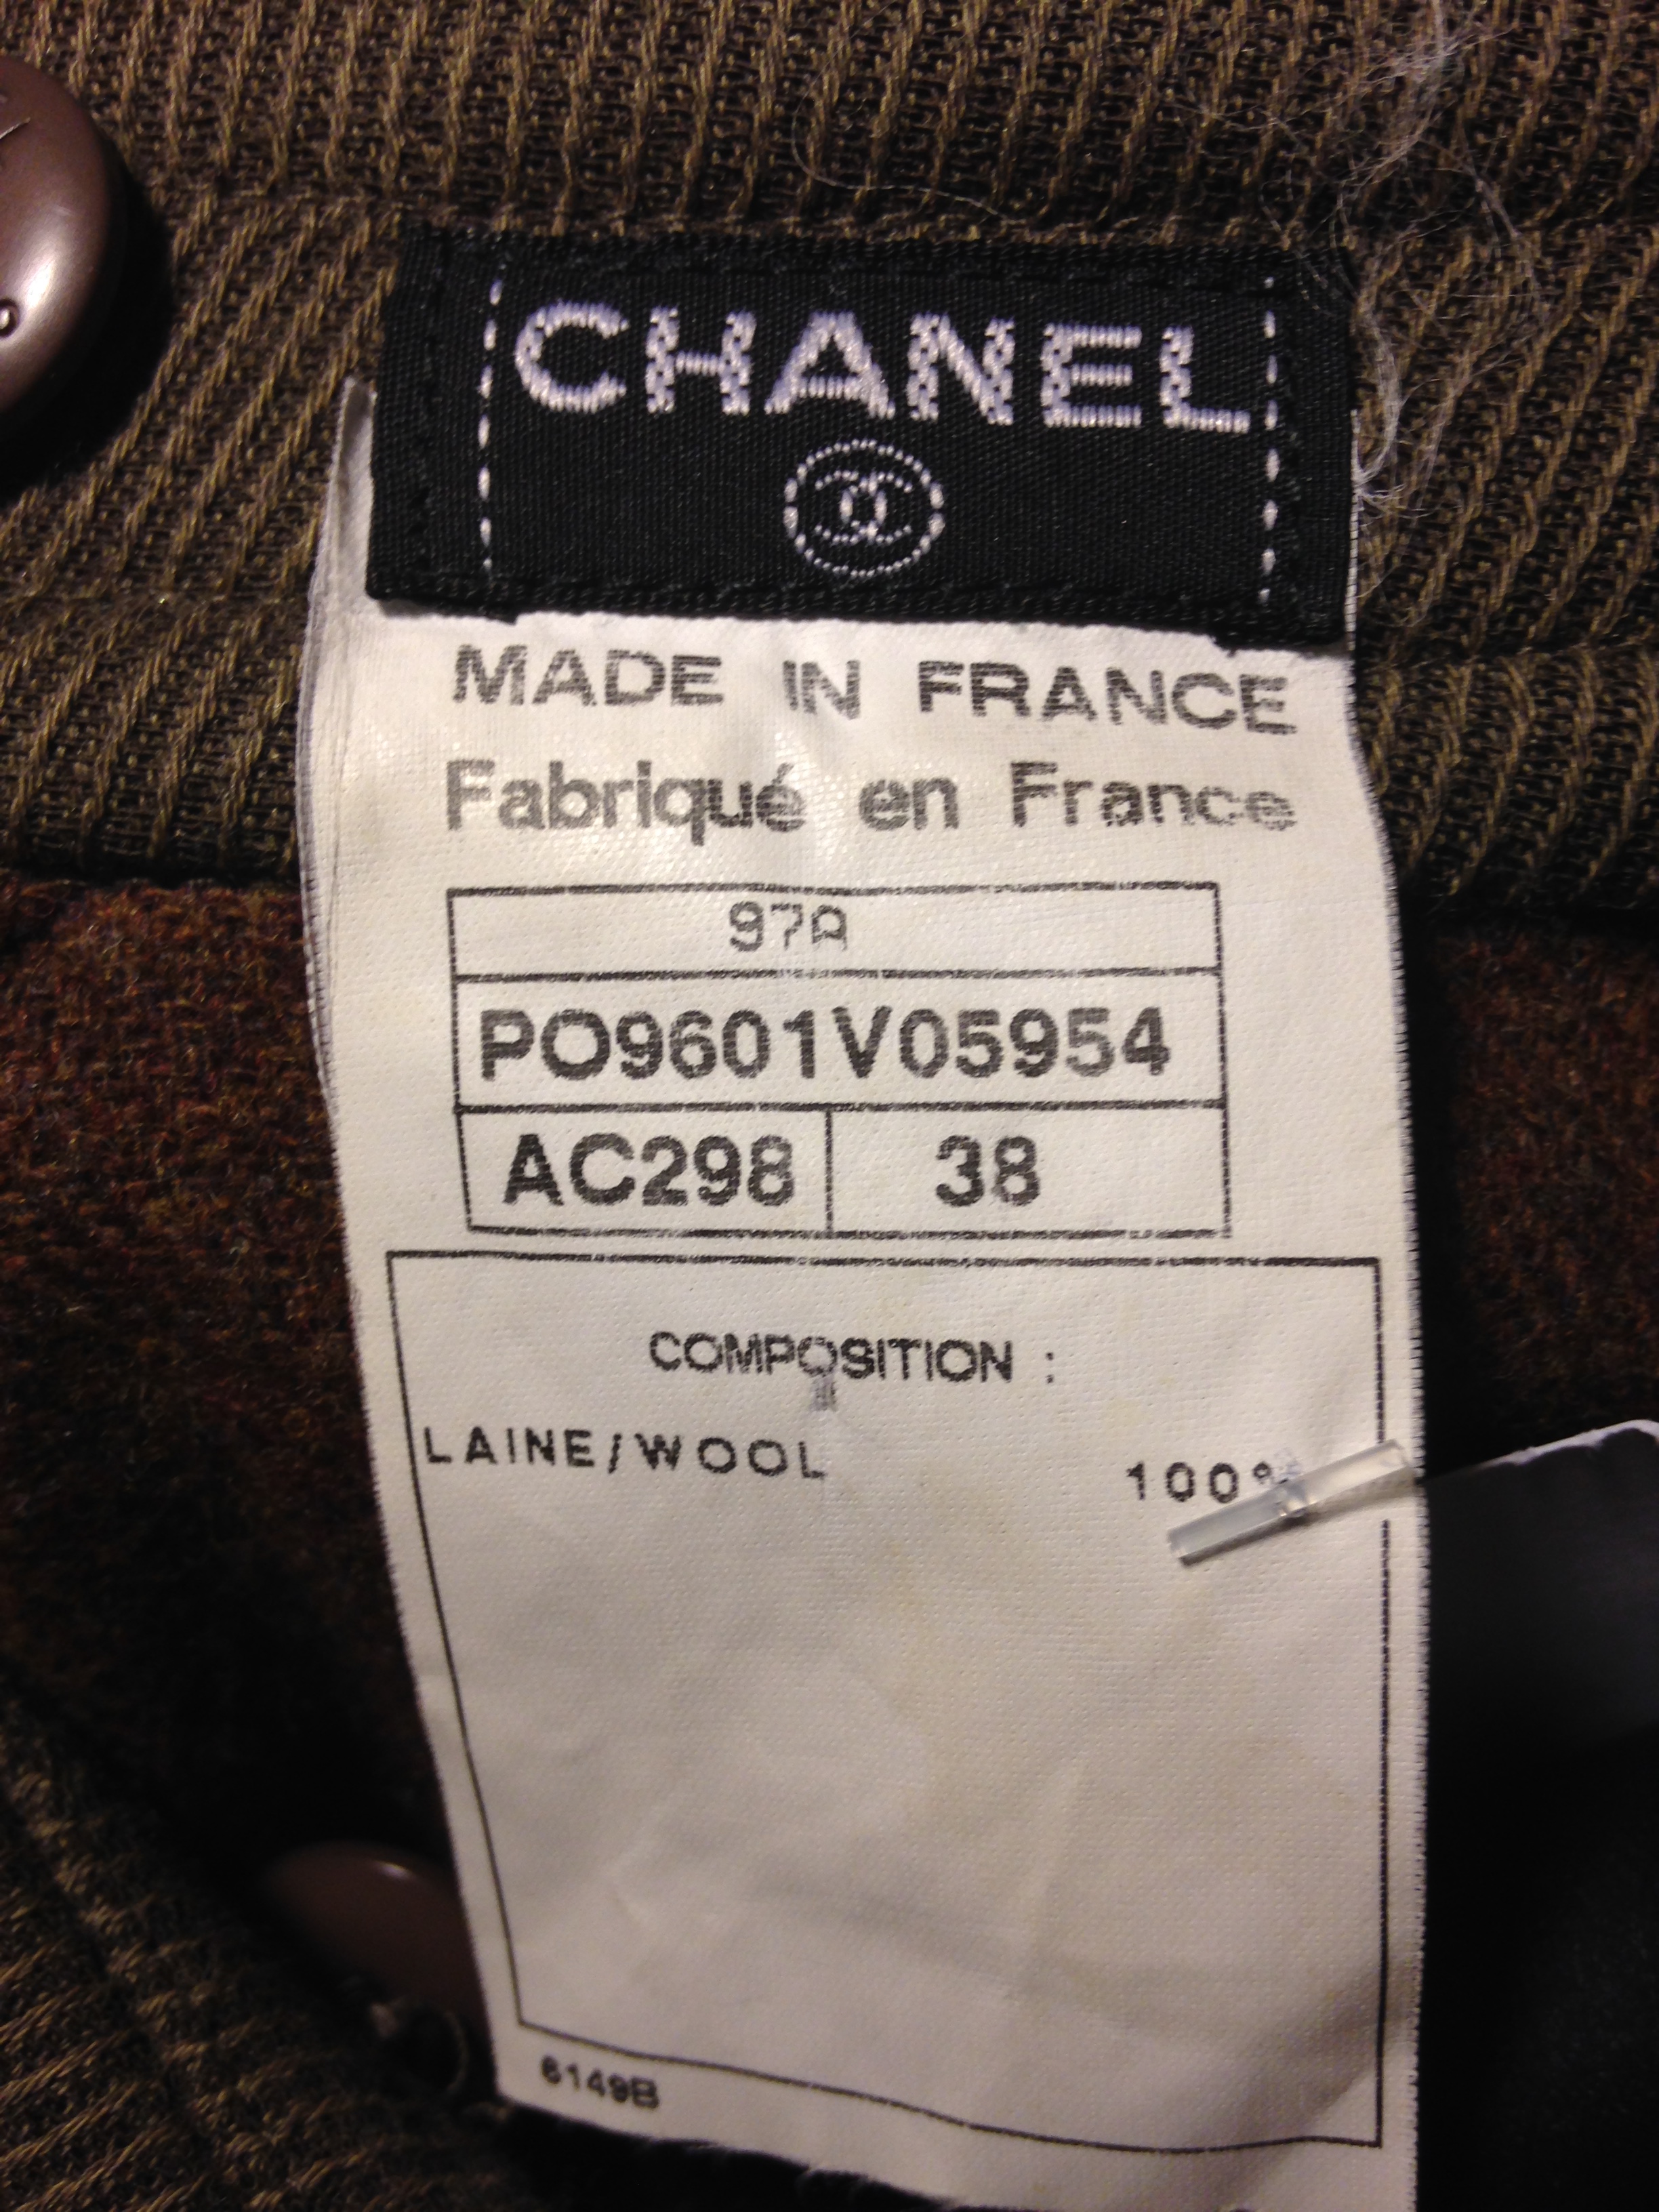 CHANEL
MADE IN FRANCE
Fabriqué en France
97A
PO9601V05954
AC298 38
COMPOSITION :
LAINE/WOOL 100%
6149B